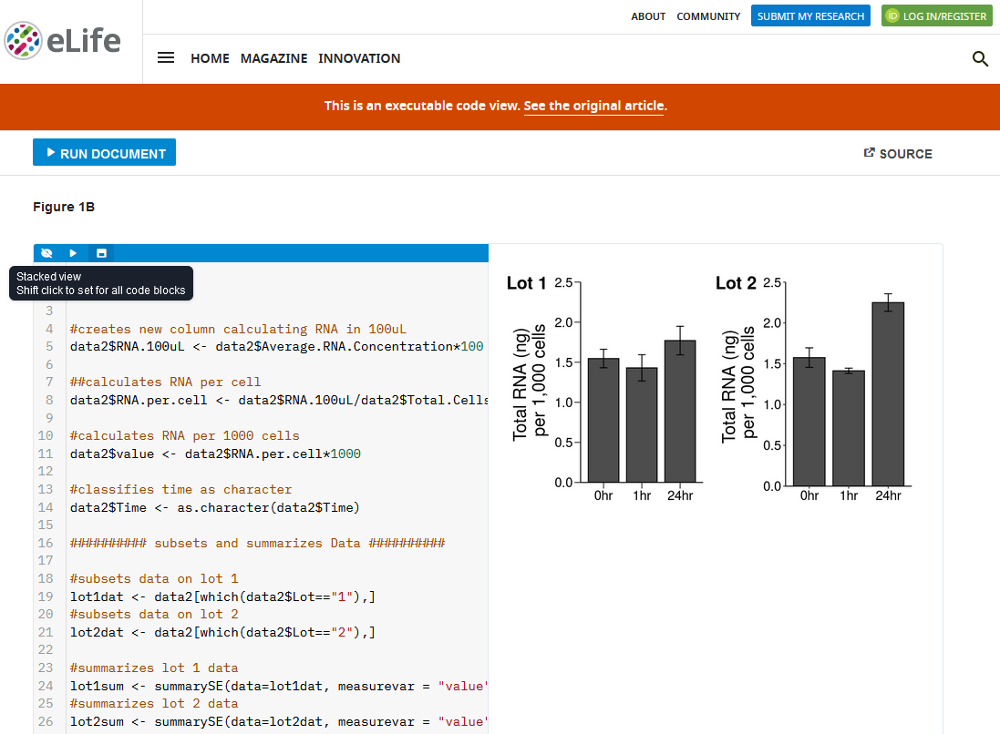 eLife
ABOUT COMMUNITY SUBMIT MY RESEARCH iD LOG IN/REGISTER
HOME MAGAZINE INNOVATION
This is an executable code view. See the original article.
RUN DOCUMENT
SOURCE
Figure 1B
Stacked view
Shift click to set for all code blocks
3
4 #creates new column calculating RNA in 100uL
5 data2$RNA.100uL <- data2$Average.RNA.Concentration*100
6
7 ##calculates RNA per cell
8 data2$RNA.per.cell <- data2$RNA.100uL/data2$Total.Cells
9
10 #calculates RNA per 1000 cells
11 data2$value <- data2$RNA.per.cell*1000
12
13 #classifies time as character
14 data2$Time <- as.character(data2$Time)
15
16 ########## subsets and summarizes Data ##########
17
18 #subsets data on lot 1
19 lot1dat <- data2[which(data2$Lot=="1"),]
20 #subsets data on lot 2
21 lot2dat <- data2[which(data2$Lot=="2"),]
22
23 #summarizes lot 1 data
24 lot1sum <- summarySE(data=lot1dat, measurevar = "value"
25 #summarizes lot 2 data
26 lot2sum <- summarySE(data=lot2dat, measurevar = "value"
Lot 1
Total RNA (ng)
per 1,000 cells
2.5
2.0
1.5
1.0
0.5
0.0
0hr 1hr 24hr
Lot 2
Total RNA (ng)
per 1,000 cells
2.5
2.0
1.5
1.0
0.5
0.0
0hr 1hr 24hr